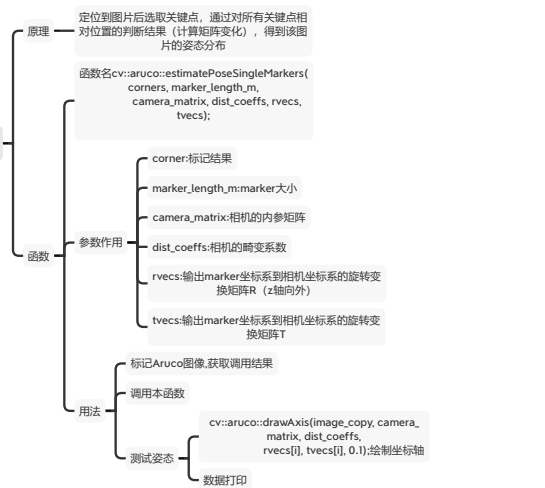 原理
定位到图片后选取关键点，通过对所有关键点相
对位置的判断结果（计算矩阵变化），得到该图
片的姿态分布
函数
函数名cv::aruco::estimatePoseSingleMarkers(
corners, marker_length_m,
camera_matrix, dist_coeffs, rvecs,
tvecs);
参数作用
corner:标记结果
marker_length_m:marker大小
camera_matrix:相机的内参矩阵
dist_coeffs:相机的畸变系数
rvecs:输出marker坐标系到相机坐标系的旋转变
换矩阵R（z轴向外）
tvecs:输出marker坐标系到相机坐标系的旋转变
换矩阵T
用法
标记Aruco图像,获取调用结果
调用本函数
测试姿态
cv::aruco::drawAxis(image_copy, camera_
matrix, dist_coeffs,
rvecs[i], tvecs[i], 0.1);绘制坐标轴
数据打印